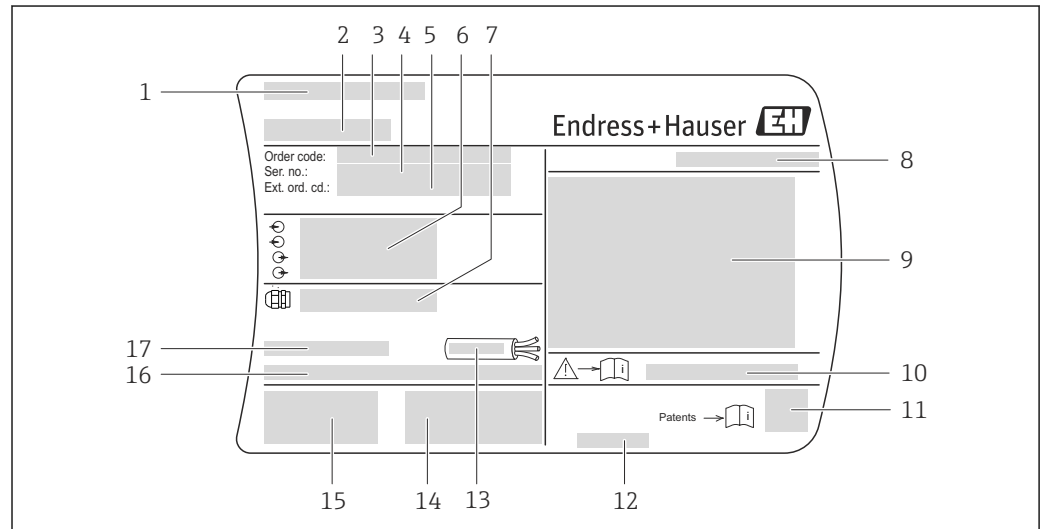 2 3 4 5 6 7
1
Endress+Hauser EH
Order code:
Ser. no.:
Ext. ord. cd.:
8
9
17
16
i
10
Patents i
11
15 14 13 12